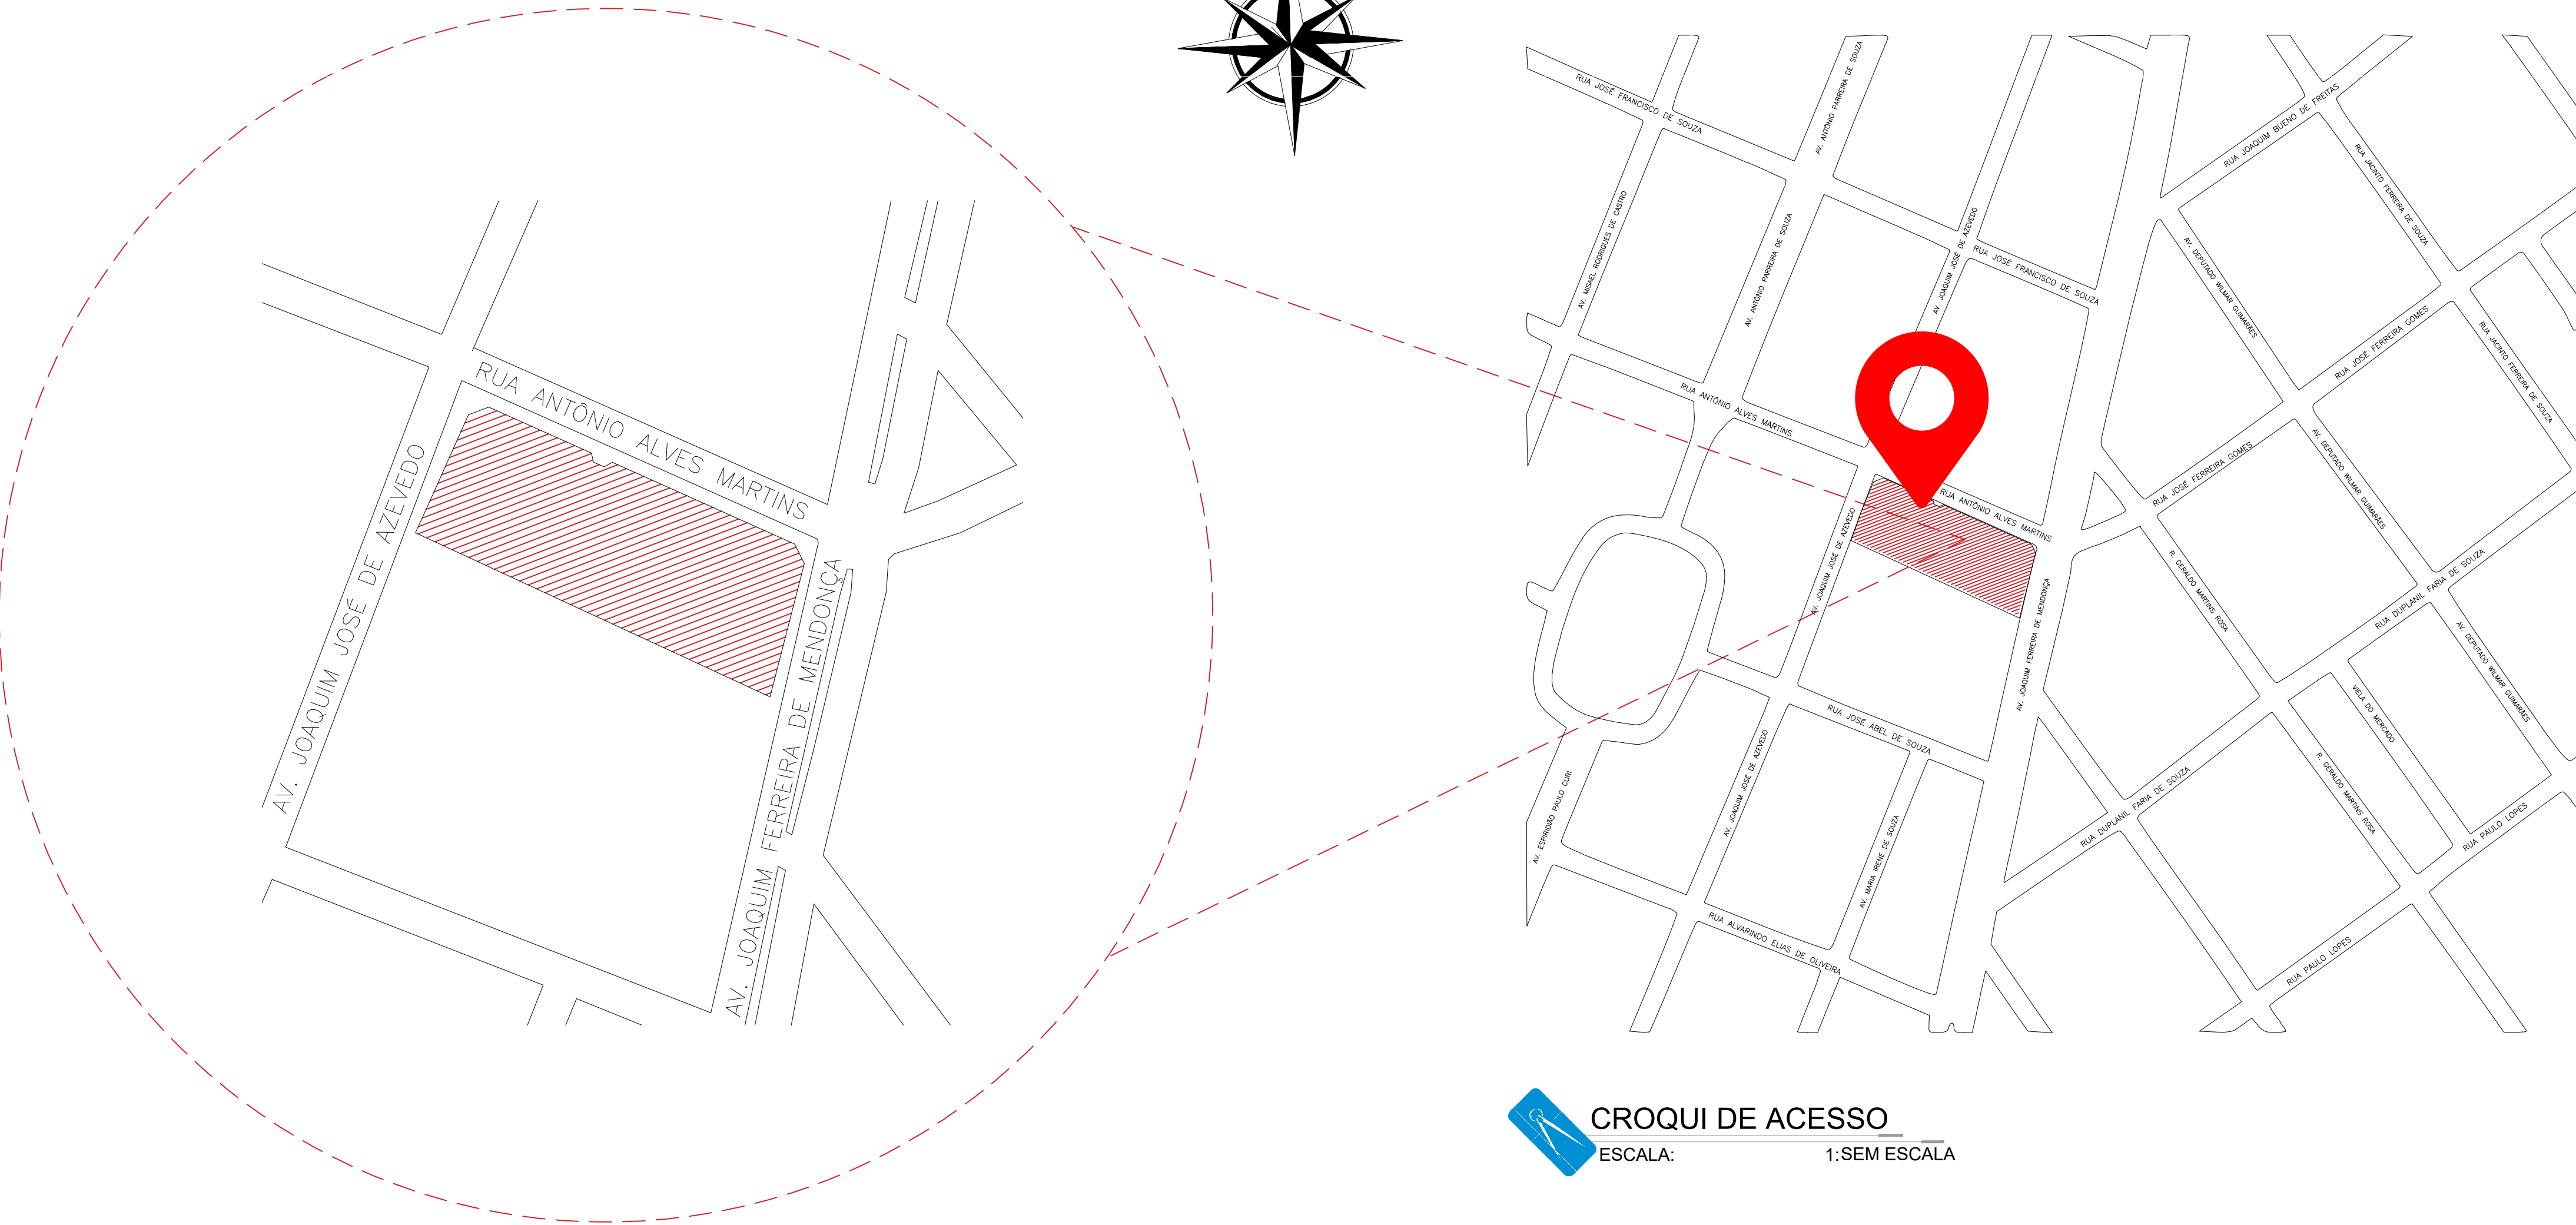 RUA ANTÔNIO ALVES MARTINS
AV. JOAQUIM JOSÉ DE AZEVEDO
AV. JOAQUIM FERREIRA DE MENDONÇA
RUA JOSÉ FRANCISCO DE SOUZA
AV. ANTÔNIO PARREIRA DE SOUZA
RUA JOAQUIM BUENO DE FREITAS
RUA JACINTO FERREIRA DE SOUZA
AV. MISAEL RODRIGUES DE CASTRO
AV. ANTÔNIO PARREIRA DE SOUZA
AV. JOAQUIM JOSÉ DE AZEVEDO
RUA JOSÉ FRANCISCO DE SOUZA
AV. DEPUTADO WILMAR GUIMARÃES
RUA JOSÉ FERREIRA GOMES
RUA JACINTO FERREIRA DE SOUZA
RUA ANTÔNIO ALVES MARTINS
RUA JOSÉ FERREIRA GOMES
AV. DEPUTADO WILMAR GUIMARÃES
RUA ANTÔNIO ALVES MARTINS
AV. JOAQUIM JOSÉ DE AZEVEDO
R. GERALDO MARTINS ROSA
RUA DUPLANIL FARIA DE SOUZA
AV. JOAQUIM FERREIRA DE MENDONÇA
AV. DEPUTADO WILMAR GUIMARÃES
RUA JOSÉ ABEL DE SOUZA
VIELA DO MERCADO
AV. JOAQUIM JOSÉ DE AZEVEDO
AV. ESPIRIDIÃO PAULO CURI
RUA DUPLANIL FARIA DE SOUZA
R. GERALDO MARTINS ROSA
RUA PAULO LOPES
AV. MARIA IRENE DE SOUZA
RUA ALVARINDO ELIAS DE OLIVEIRA
RUA PAULO LOPES
CROQUI DE ACESSO
ESCALA: 1:SEM ESCALA